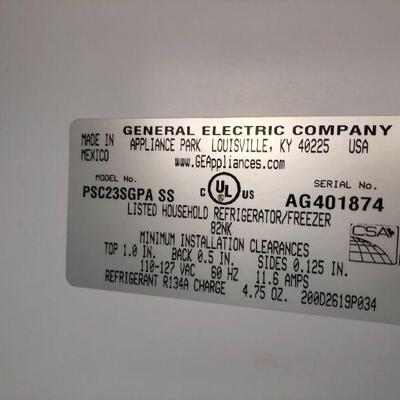 GENERAL ELECTRIC COMPANY
MADE IN MEXICO
APPLIANCE PARK LOUISVILLE, KY 40225 USA
www.GEAppliances.com
MODEL No. SERIAL No.
PSC23SGPA SS C UL US AG401874
LISTED HOUSEHOLD REFRIGERATOR/FREEZER
82NK
CSA
MINIMUM INSTALLATION CLEARANCES
TOP 1.0 IN. BACK 0.5 IN. SIDES 0.125 IN.
110-127 VAC 60 HZ 11.6 AMPS
REFRIGERANT R134A CHARGE 4.75 OZ. 200D2619P034